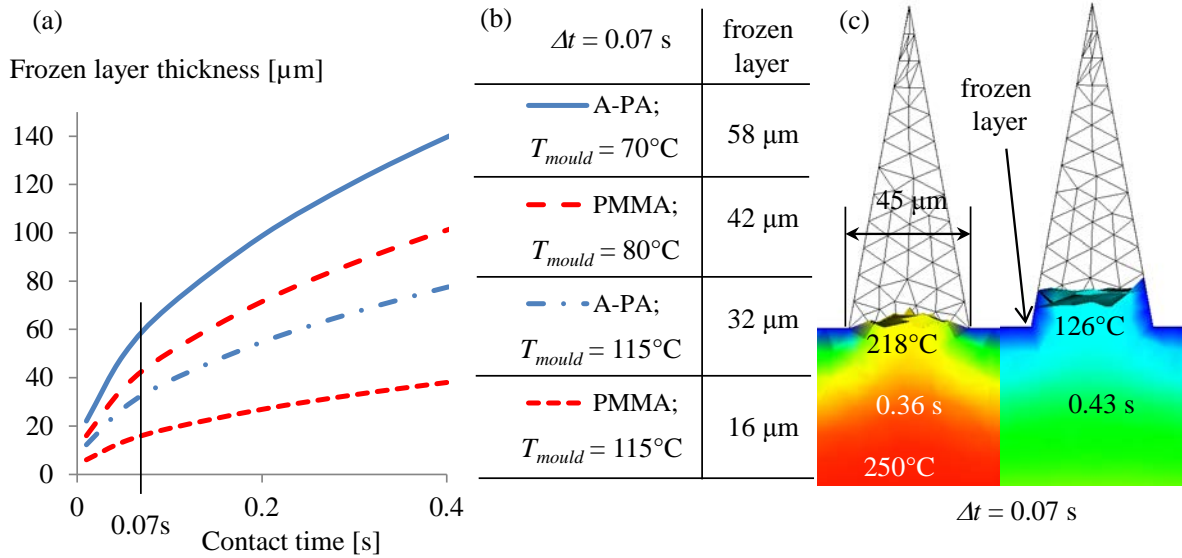 (a)
Frozen layer thickness [µm]
140
120
100
80
60
40
20
0
0
0.2
0.4
0.07s
Contact time [s]
(b)
Δt = 0.07 s
frozen
layer
A-PA;
T_mould = 70°C
58 µm
PMMA;
T_mould = 80°C
42 µm
A-PA;
T_mould = 115°C
32 µm
PMMA;
T_mould = 115°C
16 µm
(c)
frozen
layer
45 µm
218°C
126°C
0.36 s
0.43 s
250°C
Δt = 0.07 s